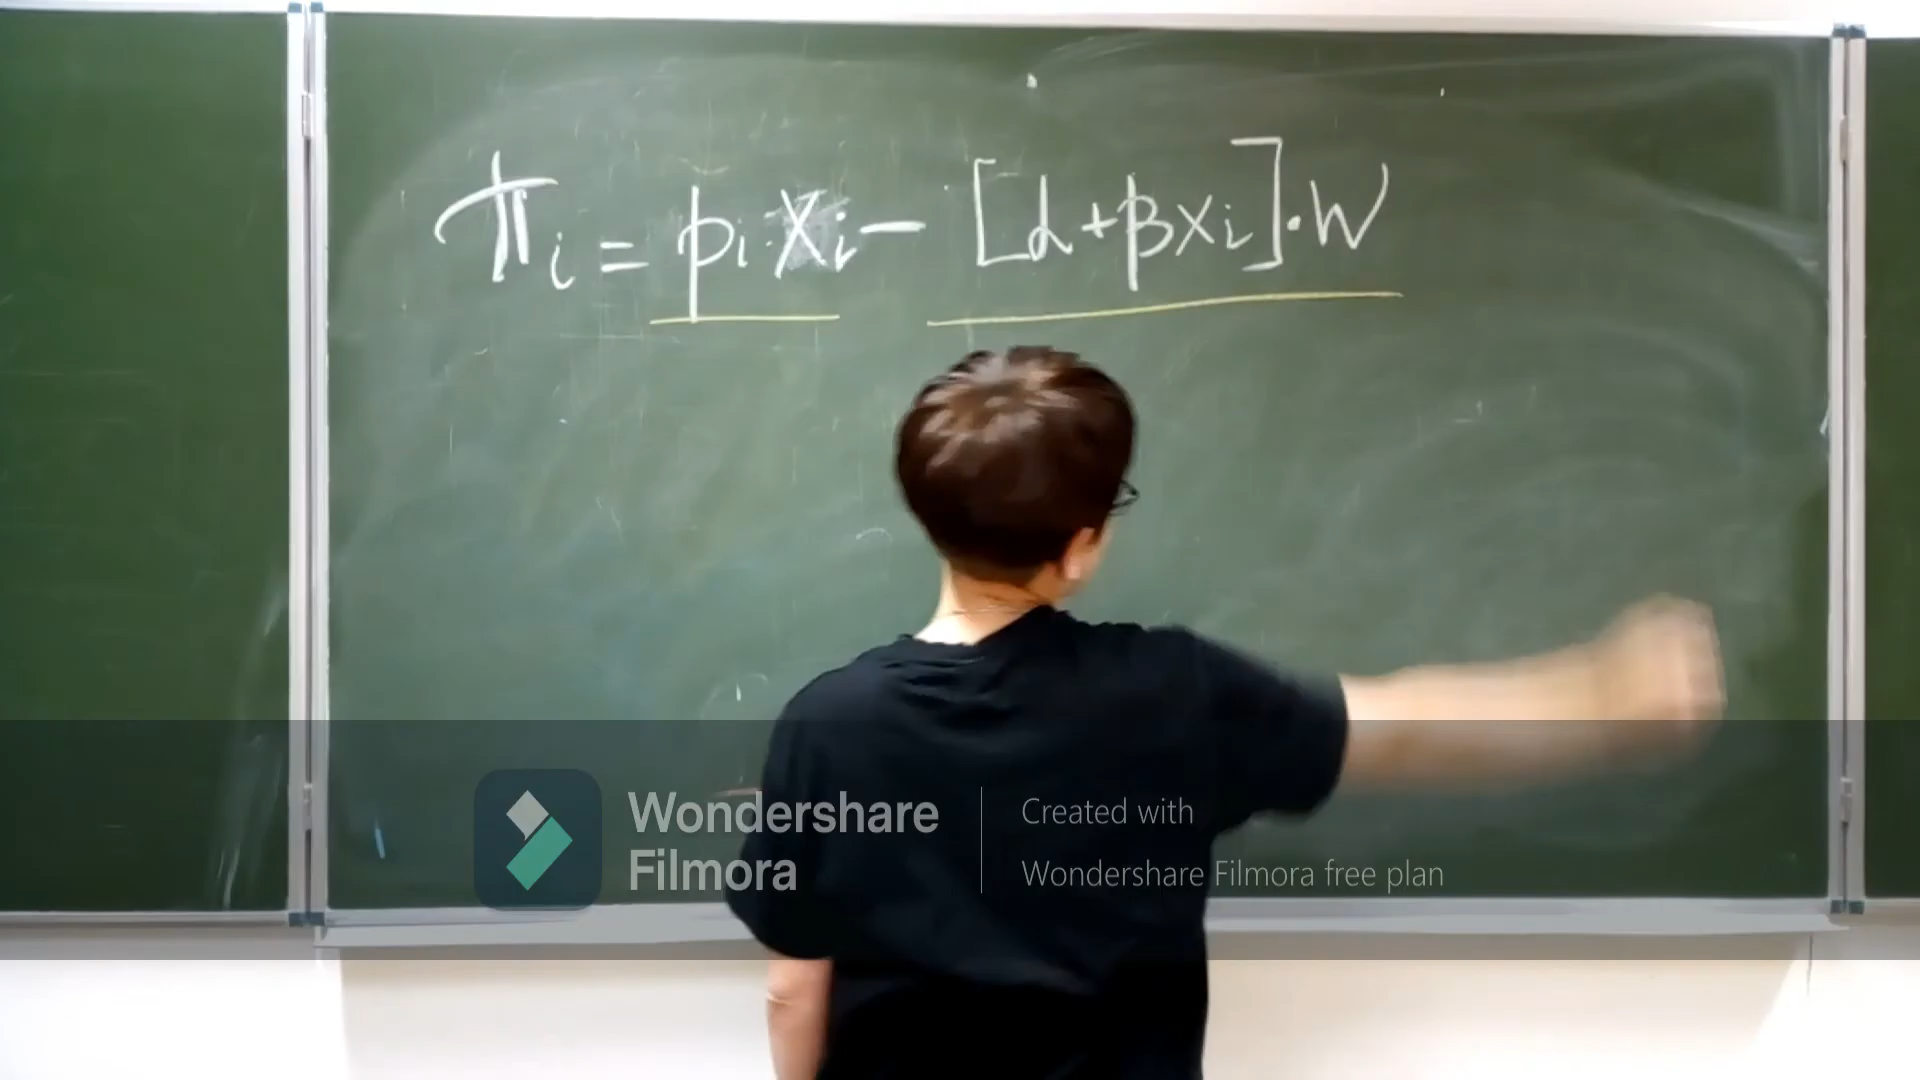 πi = pi·Xi − [α+βXi]·W
Wondershare
Filmora
Created with
Wondershare Filmora free plan